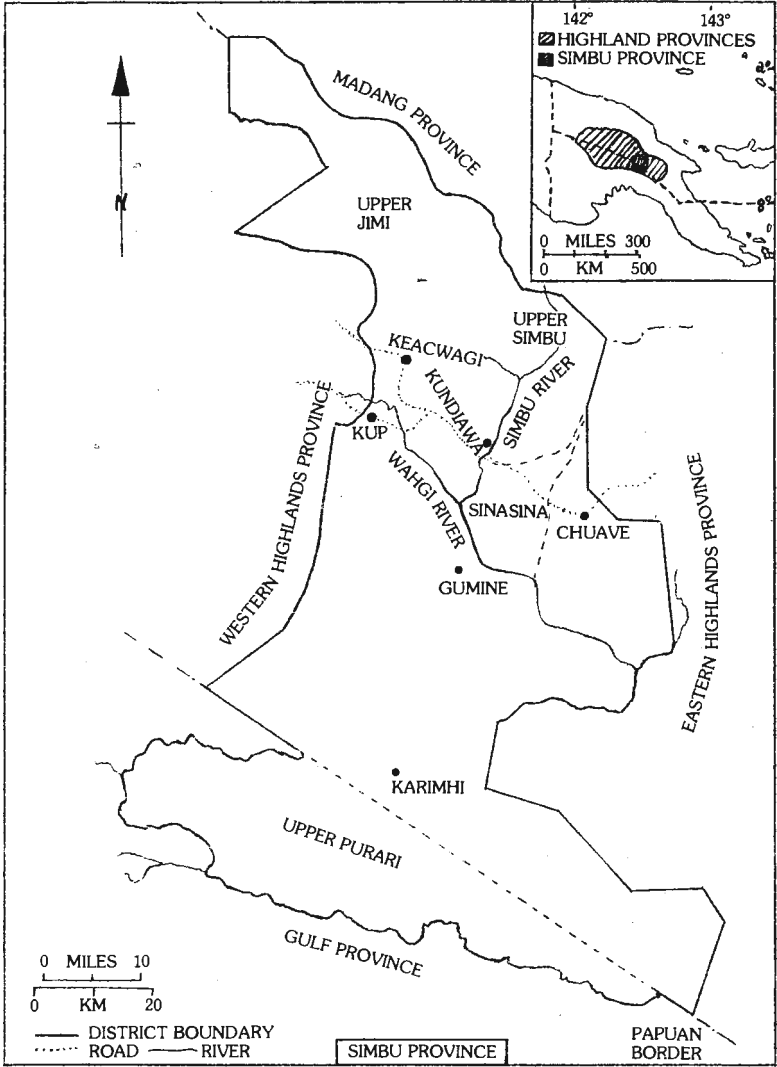 142° 143°
HIGHLAND PROVINCES
SIMBU PROVINCE
2°
8°
0 MILES 300
0 KM 500
N
MADANG PROVINCE
UPPER
JIMI
UPPER
SIMBU
KEACWAGI
KUNDIAWA
SIMBU RIVER
KUP
WAHGI RIVER
SINASINA
CHUAVE
GUMINE
WESTERN HIGHLANDS PROVINCE
EASTERN HIGHLANDS PROVINCE
KARIMHI
UPPER PURARI
GULF PROVINCE
0 MILES 10
0 KM 20
DISTRICT BOUNDARY
ROAD RIVER
SIMBU PROVINCE
PAPUAN
BORDER